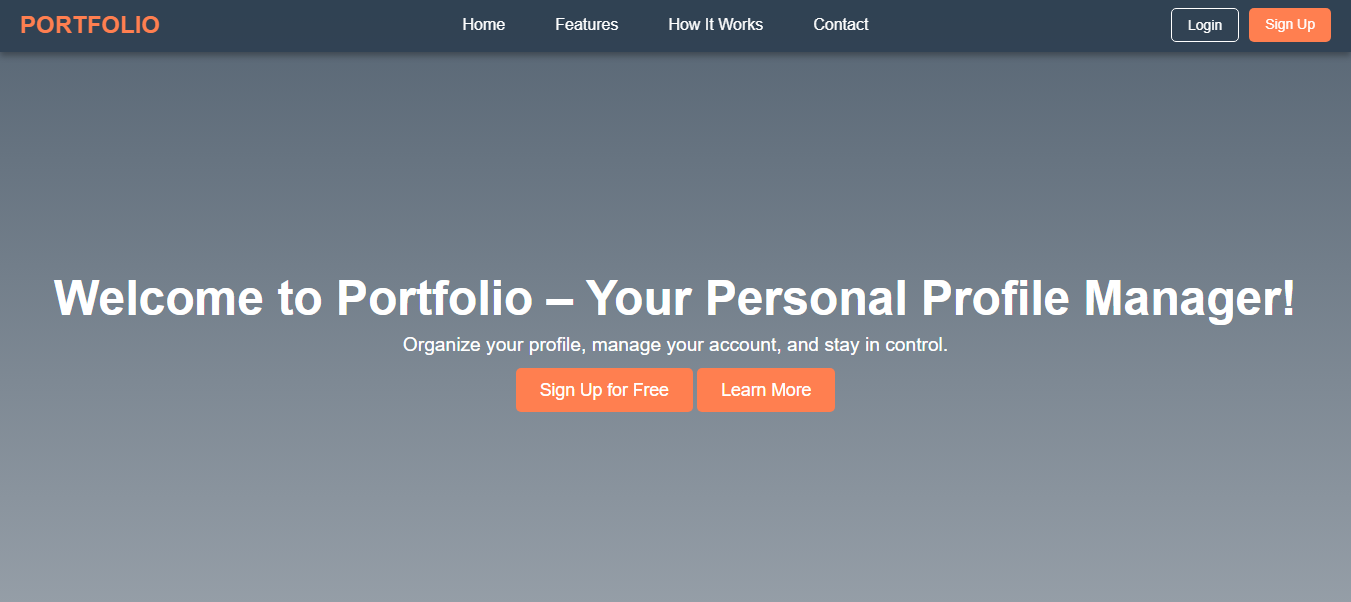 PORTFOLIO Home Features How It Works Contact Login Sign Up
Welcome to Portfolio – Your Personal Profile Manager!
Organize your profile, manage your account, and stay in control.
Sign Up for Free Learn More